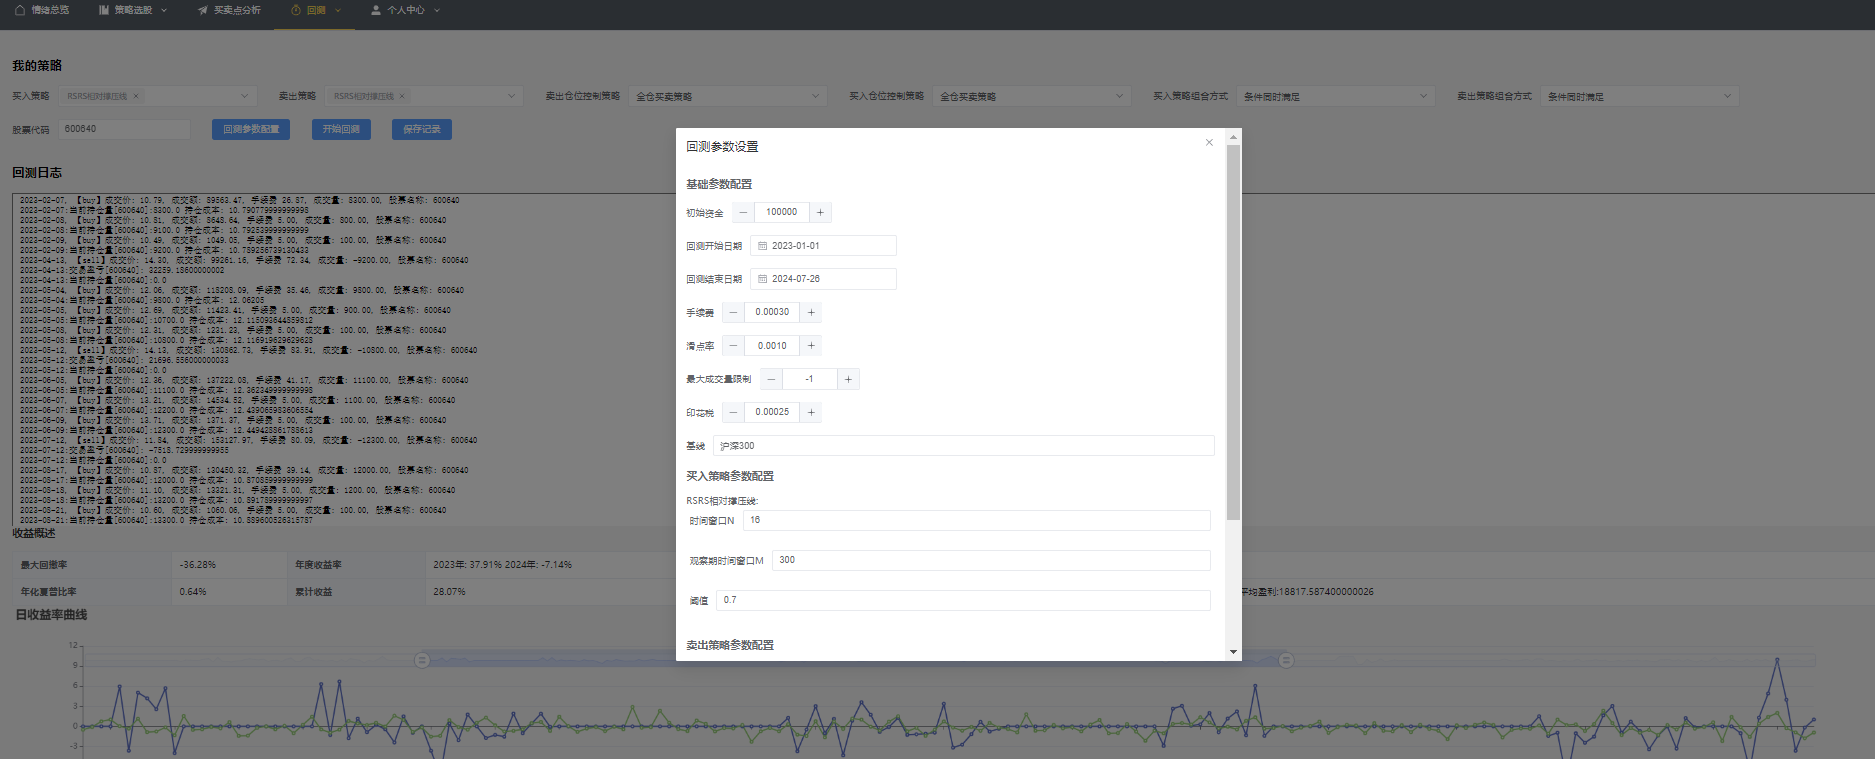 情绪总览 策略选股 买卖点分析 回测 个人中心
我的策略
买入策略 RSRS相对撑压线 × 卖出策略 RSRS相对撑压线 × 卖出仓位控制策略 全仓买卖策略 买入仓位控制策略 全仓买卖策略 买入策略组合方式 条件同时满足 卖出策略组合方式 条件同时满足
股票代码 600640 回测参数配置 开始回测 保存记录
回测日志
2023-02-07, 【buy】成交价: 10.79, 成交额: 89563.47, 手续费 26.87, 成交量: 8300.00, 股票名称: 600640
2023-02-07:当前持仓量[600640]:8300.0 持仓成本: 10.790779999999998
2023-02-08, 【buy】成交价: 10.81, 成交额: 8648.64, 手续费 5.00, 成交量: 800.00, 股票名称: 600640
2023-02-08:当前持仓量[600640]:9100.0 持仓成本: 10.792539999999999
2023-02-09, 【buy】成交价: 10.49, 成交额: 1049.05, 手续费 5.00, 成交量: 100.00, 股票名称: 600640
2023-02-09:当前持仓量[600640]:9200.0 持仓成本: 10.789256739130433
2023-04-13, 【sell】成交价: 14.30, 成交额: 99261.16, 手续费 72.34, 成交量: -9200.00, 股票名称: 600640
2023-04-13:交易盈亏[600640]: 32259.18600000002
2023-04-13:当前持仓量[600640]:0.0
2023-05-04, 【buy】成交价: 12.06, 成交额: 118208.09, 手续费 35.46, 成交量: 9800.00, 股票名称: 600640
2023-05-04:当前持仓量[600640]:9800.0 持仓成本: 12.06205
2023-05-05, 【buy】成交价: 12.69, 成交额: 11423.41, 手续费 5.00, 成交量: 900.00, 股票名称: 600640
2023-05-05:当前持仓量[600640]:10700.0 持仓成本: 12.115093644859812
2023-05-08, 【buy】成交价: 12.31, 成交额: 1231.23, 手续费 5.00, 成交量: 100.00, 股票名称: 600640
2023-05-08:当前持仓量[600640]:10800.0 持仓成本: 12.116919629629628
2023-05-12, 【sell】成交价: 14.13, 成交额: 130862.73, 手续费 83.91, 成交量: -10800.00, 股票名称: 600640
2023-05-12:交易盈亏[600640]: 21696.556000000033
2023-05-12:当前持仓量[600640]:0.0
2023-06-05, 【buy】成交价: 12.36, 成交额: 137222.08, 手续费 41.17, 成交量: 11100.00, 股票名称: 600640
2023-06-05:当前持仓量[600640]:11100.0 持仓成本: 12.362349999999998
2023-06-07, 【buy】成交价: 13.21, 成交额: 14534.52, 手续费 5.00, 成交量: 1100.00, 股票名称: 600640
2023-06-07:当前持仓量[600640]:12200.0 持仓成本: 12.439065983606554
2023-06-09, 【buy】成交价: 13.71, 成交额: 1371.37, 手续费 5.00, 成交量: 100.00, 股票名称: 600640
2023-06-09:当前持仓量[600640]:12300.0 持仓成本: 12.449428861788613
2023-07-12, 【sell】成交价: 11.84, 成交额: 153127.97, 手续费 80.09, 成交量: -12300.00, 股票名称: 600640
2023-07-12:交易盈亏[600640]: -7518.729999999955
2023-07-12:当前持仓量[600640]:0.0
2023-08-17, 【buy】成交价: 10.87, 成交额: 130450.32, 手续费 39.14, 成交量: 12000.00, 股票名称: 600640
2023-08-17:当前持仓量[600640]:12000.0 持仓成本: 10.870859999999999
2023-08-18, 【buy】成交价: 11.10, 成交额: 13321.31, 手续费 5.00, 成交量: 1200.00, 股票名称: 600640
2023-08-18:当前持仓量[600640]:13200.0 持仓成本: 10.891789999999997
2023-08-21, 【buy】成交价: 10.60, 成交额: 1060.06, 手续费 5.00, 成交量: 100.00, 股票名称: 600640
2023-08-21:当前持仓量[600640]:13300.0 持仓成本: 10.889600526315787
收益概述
最大回撤率 -36.28% 年度收益率 2023年: 37.91% 2024年: -7.14%
年化夏普比率 0.64% 累计收益 28.07% 平均盈利:18817.587400000026
日收益率曲线
12
9
6
3
0
-3
回测参数设置 ×
基础参数配置
初始资金 − 100000 +
回测开始日期 2023-01-01
回测结束日期 2024-07-26
手续费 − 0.00030 +
滑点率 − 0.0010 +
最大成交量限制 − -1 +
印花税 − 0.00025 +
基线 沪深300
买入策略参数配置
RSRS相对撑压线:
时间窗口N 16
观察期时间窗口M 300
阈值 0.7
卖出策略参数配置